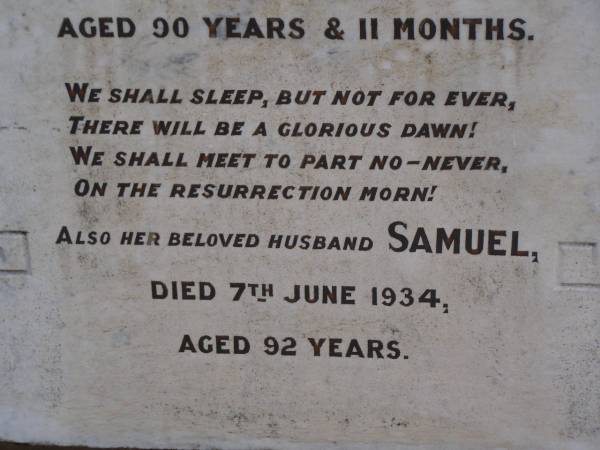 AGED 90 YEARS & 11 MONTHS.
WE SHALL SLEEP, BUT NOT FOR EVER,
THERE WILL BE A GLORIOUS DAWN!
WE SHALL MEET TO PART NO-NEVER,
ON THE RESURRECTION MORN!
ALSO HER BELOVED HUSBAND SAMUEL,
DIED 7TH JUNE 1934,
AGED 92 YEARS.